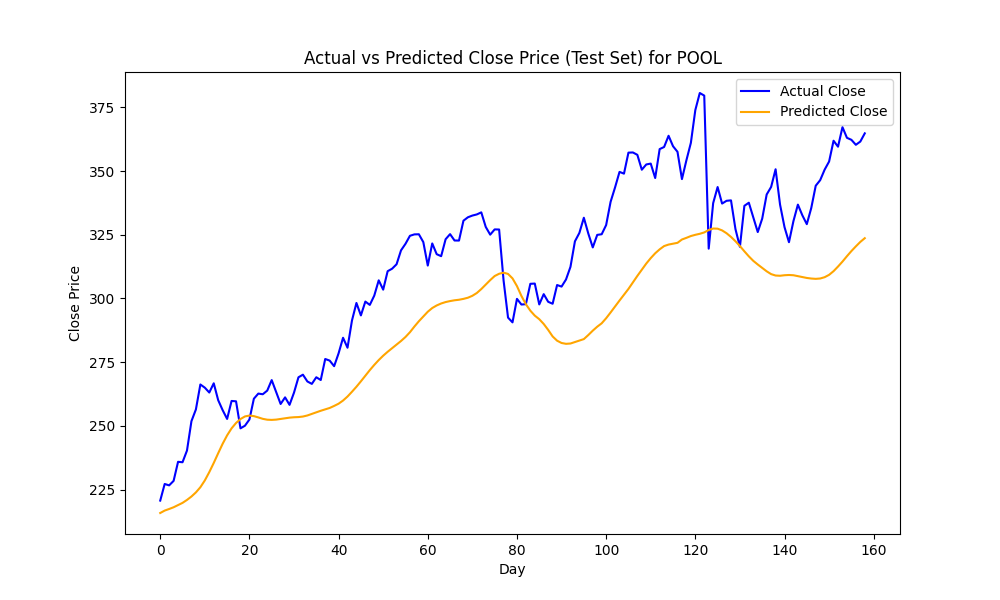 Actual vs Predicted Close Price (Test Set) for POOL
Actual Close
Predicted Close
Close Price
375
350
325
300
275
250
225
0 20 40 60 80 100 120 140 160
Day